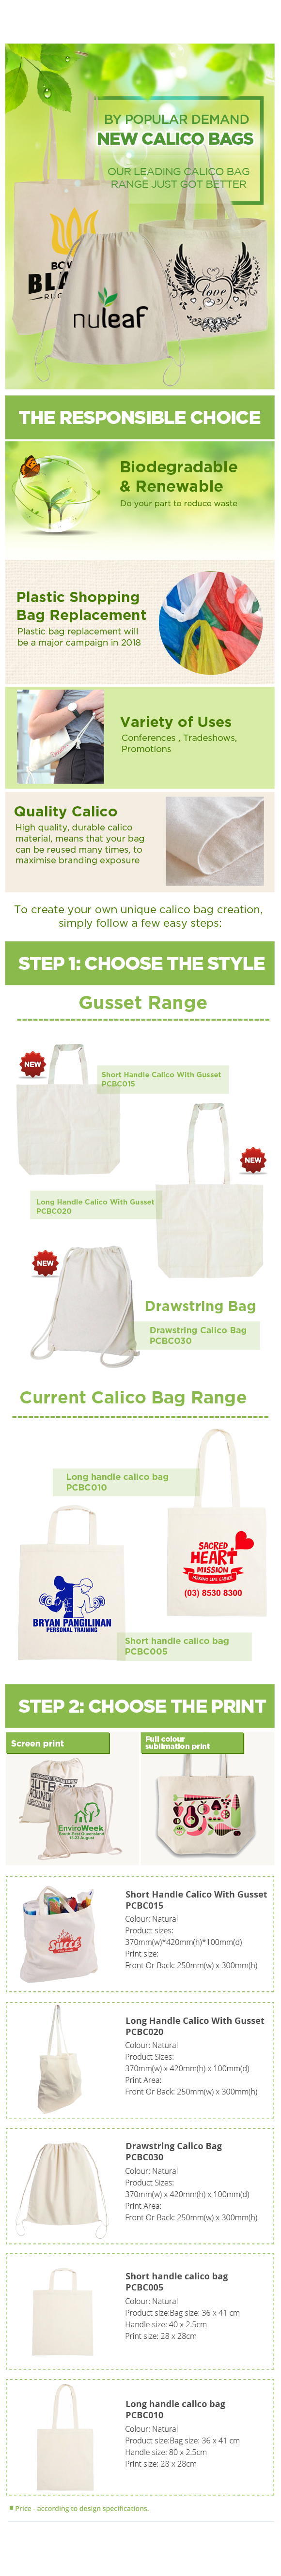 BY POPULAR DEMAND
NEW CALICO BAGS
OUR LEADING CALICO BAG
RANGE JUST GOT BETTER
nuleaf
love
THE RESPONSIBLE CHOICE
Biodegradable
& Renewable
Do your part to reduce waste
Plastic Shopping
Bag Replacement
Plastic bag replacement will
be a major campaign in 2018
Variety of Uses
Conferences , Tradeshows,
Promotions
Quality Calico
High quality, durable calico
material, means that your bag
can be reused many times, to
maximise branding exposure
To create your own unique calico bag creation,
simply follow a few easy steps:
STEP 1: CHOOSE THE STYLE
Gusset Range
NEW
Short Handle Calico With Gusset
PCBC015
NEW
Long Handle Calico With Gusset
PCBC020
NEW
Drawstring Bag
Drawstring Calico Bag
PCBC030
Current Calico Bag Range
Long handle calico bag
PCBC010
SACRED
HEART
MISSION
MAKING LIFE EASIER
(03) 8530 8300
BRYAN PANGILINAN
PERSONAL TRAINING
Short handle calico bag
PCBC005
STEP 2: CHOOSE THE PRINT
Screen print
Full colour
sublimation print
EnviroWeek
South-East Queensland
Short Handle Calico With Gusset
PCBC015
Colour: Natural
Product sizes:
370mm(w)*420mm(h)*100mm(d)
Print size:
Front Or Back: 250mm(w) x 300mm(h)
Long Handle Calico With Gusset
PCBC020
Colour: Natural
Product Sizes:
370mm(w) x 420mm(h) x 100mm(d)
Print Area:
Front Or Back: 250mm(w) x 300mm(h)
Drawstring Calico Bag
PCBC030
Colour: Natural
Product Sizes:
370mm(w) x 420mm(h) x 100mm(d)
Print Area:
Front Or Back: 250mm(w) x 300mm(h)
Short handle calico bag
PCBC005
Colour: Natural
Product size:Bag size: 36 x 41 cm
Handle size: 40 x 2.5cm
Print size: 28 x 28cm
Long handle calico bag
PCBC010
Colour: Natural
Product size:Bag size: 36 x 41 cm
Handle size: 80 x 2.5cm
Print size: 28 x 28cm
Price - according to design specifications.